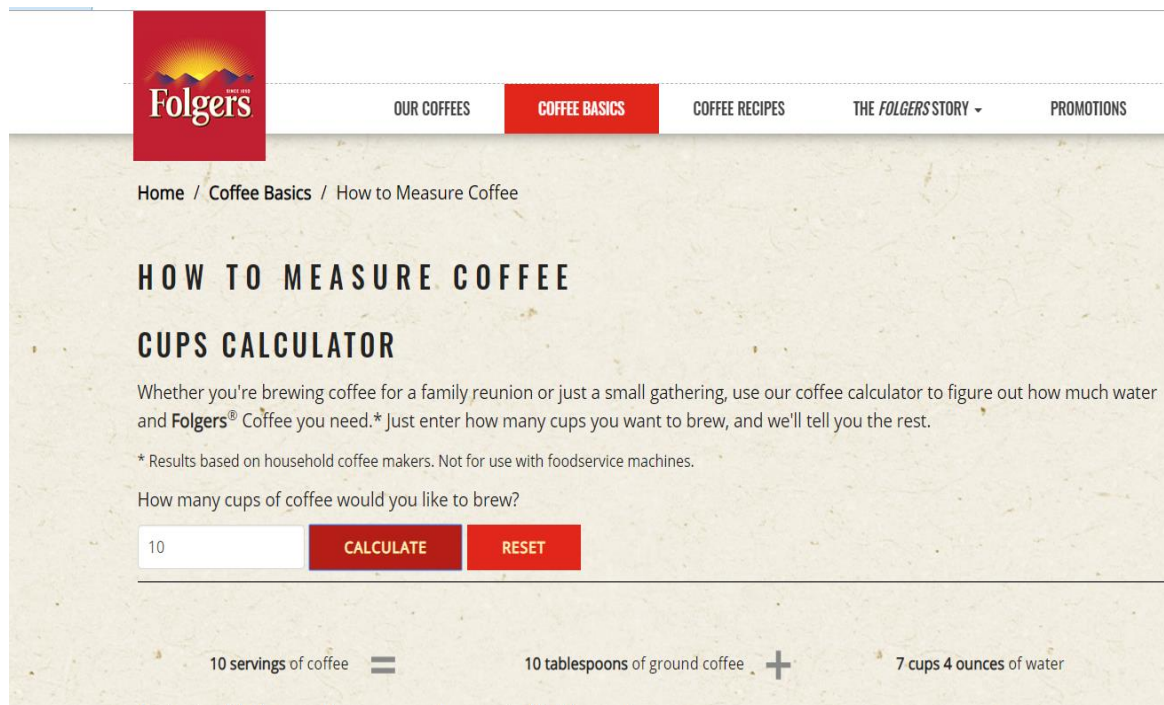 SINCE 1850
Folgers.
OUR COFFEES COFFEE BASICS COFFEE RECIPES THE FOLGERS STORY PROMOTIONS
Home / Coffee Basics / How to Measure Coffee
HOW TO MEASURE COFFEE
CUPS CALCULATOR
Whether you're brewing coffee for a family reunion or just a small gathering, use our coffee calculator to figure out how much water
and Folgers® Coffee you need.* Just enter how many cups you want to brew, and we'll tell you the rest.
* Results based on household coffee makers. Not for use with foodservice machines.
How many cups of coffee would you like to brew?
10 CALCULATE RESET
10 servings of coffee = 10 tablespoons of ground coffee + 7 cups 4 ounces of water